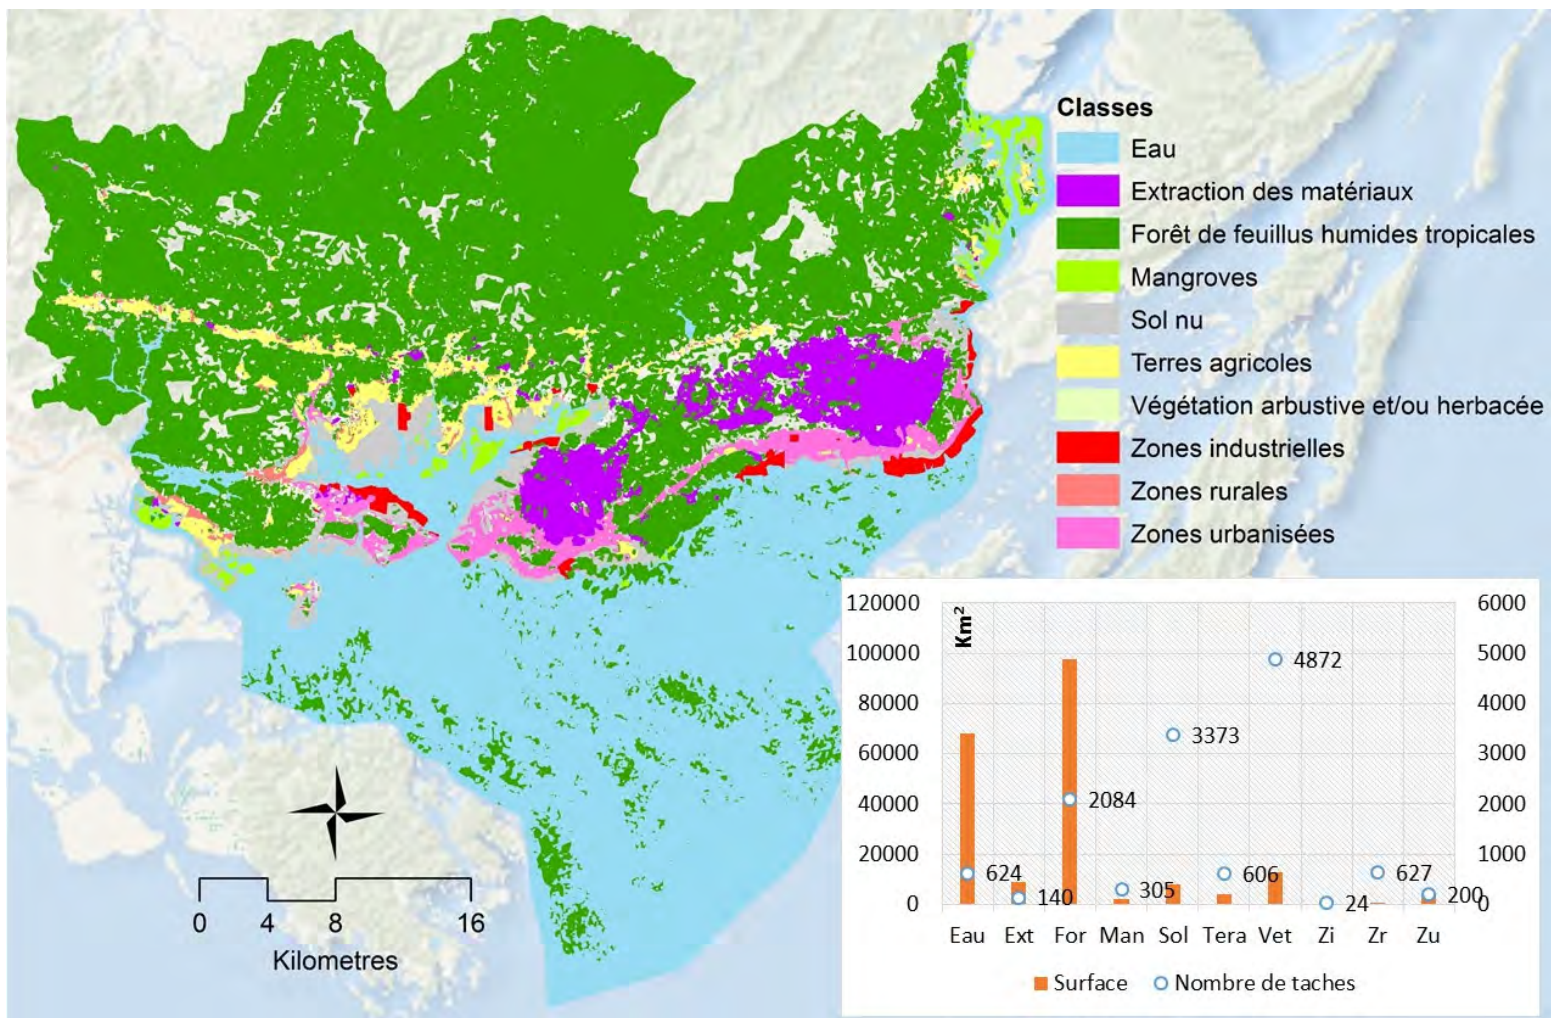 Classes
Eau
Extraction des matériaux
Forêt de feuillus humides tropicales
Mangroves
Sol nu
Terres agricoles
Végétation arbustive et/ou herbacée
Zones industrielles
Zones rurales
Zones urbanisées
0 4 8 16
Kilometres
Km²
120000 6000
100000 5000
80000 4000
60000 3000
40000 2000
20000 1000
0 0
4872
3373
2084
624 140 305 606 24 627 200
Eau Ext For Man Sol Tera Vet Zi Zr Zu
Surface Nombre de taches